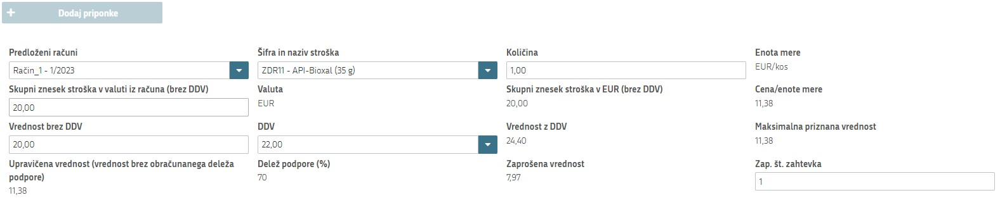 + Dodaj priponke
Predloženi računi
Šifra in naziv stroška
Količina
Enota mere
Račin_1 - 1/2023
ZDR11 - API-Bioxal (35 g)
1,00
EUR/kos
Skupni znesek stroška v valuti iz računa (brez DDV)
Valuta
Skupni znesek stroška v EUR (brez DDV)
Cena/enote mere
20,00
EUR
20,00
11,38
Vrednost brez DDV
DDV
Vrednost z DDV
Maksimalna priznana vrednost
20,00
22,00
24,40
11,38
Upravičena vrednost (vrednost brez obračunanega deleža
podpore)
Delež podpore (%)
Zaprošena vrednost
Zap. št. zahtevka
11,38
70
7,97
1